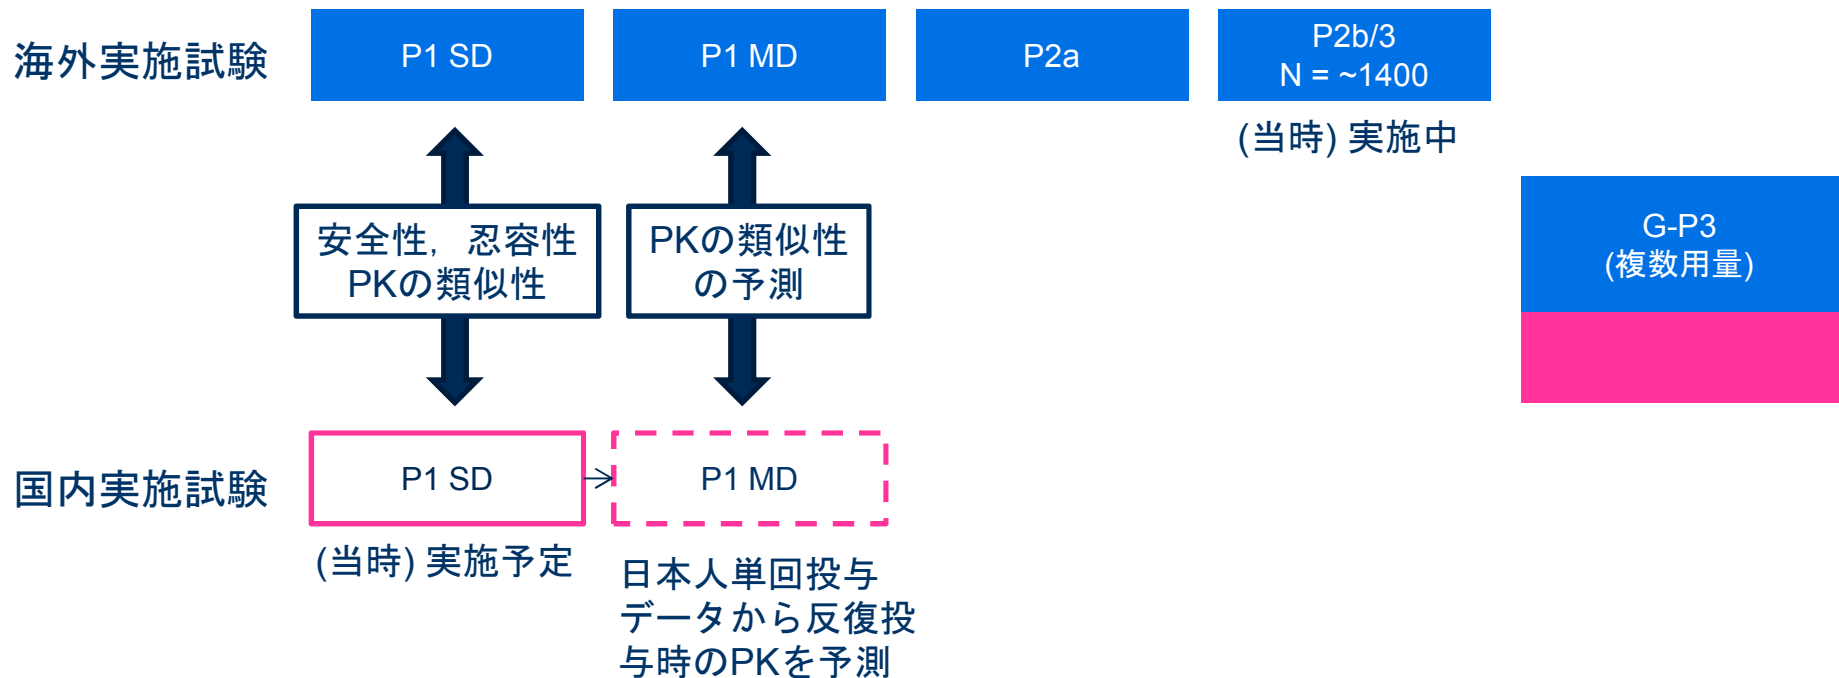 海外実施試験
P1 SD
P1 MD
P2a
P2b/3
N = ~1400
(当時) 実施中
安全性, 忍容性
PKの類似性
PKの類似性
の予測
G-P3
(複数用量)
国内実施試験
P1 SD
P1 MD
(当時) 実施予定
日本人単回投与
データから反復投
与時のPKを予測